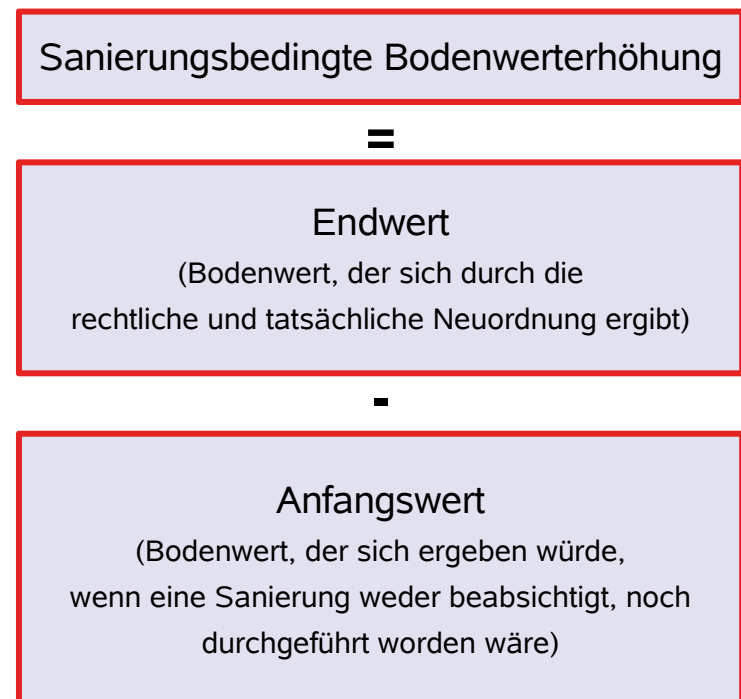 Sanierungsbedingte Bodenwerterhöhung
=
Endwert
(Bodenwert, der sich durch die
rechtliche und tatsächliche Neuordnung ergibt)
-
Anfangswert
(Bodenwert, der sich ergeben würde,
wenn eine Sanierung weder beabsichtigt, noch
durchgeführt worden wäre)